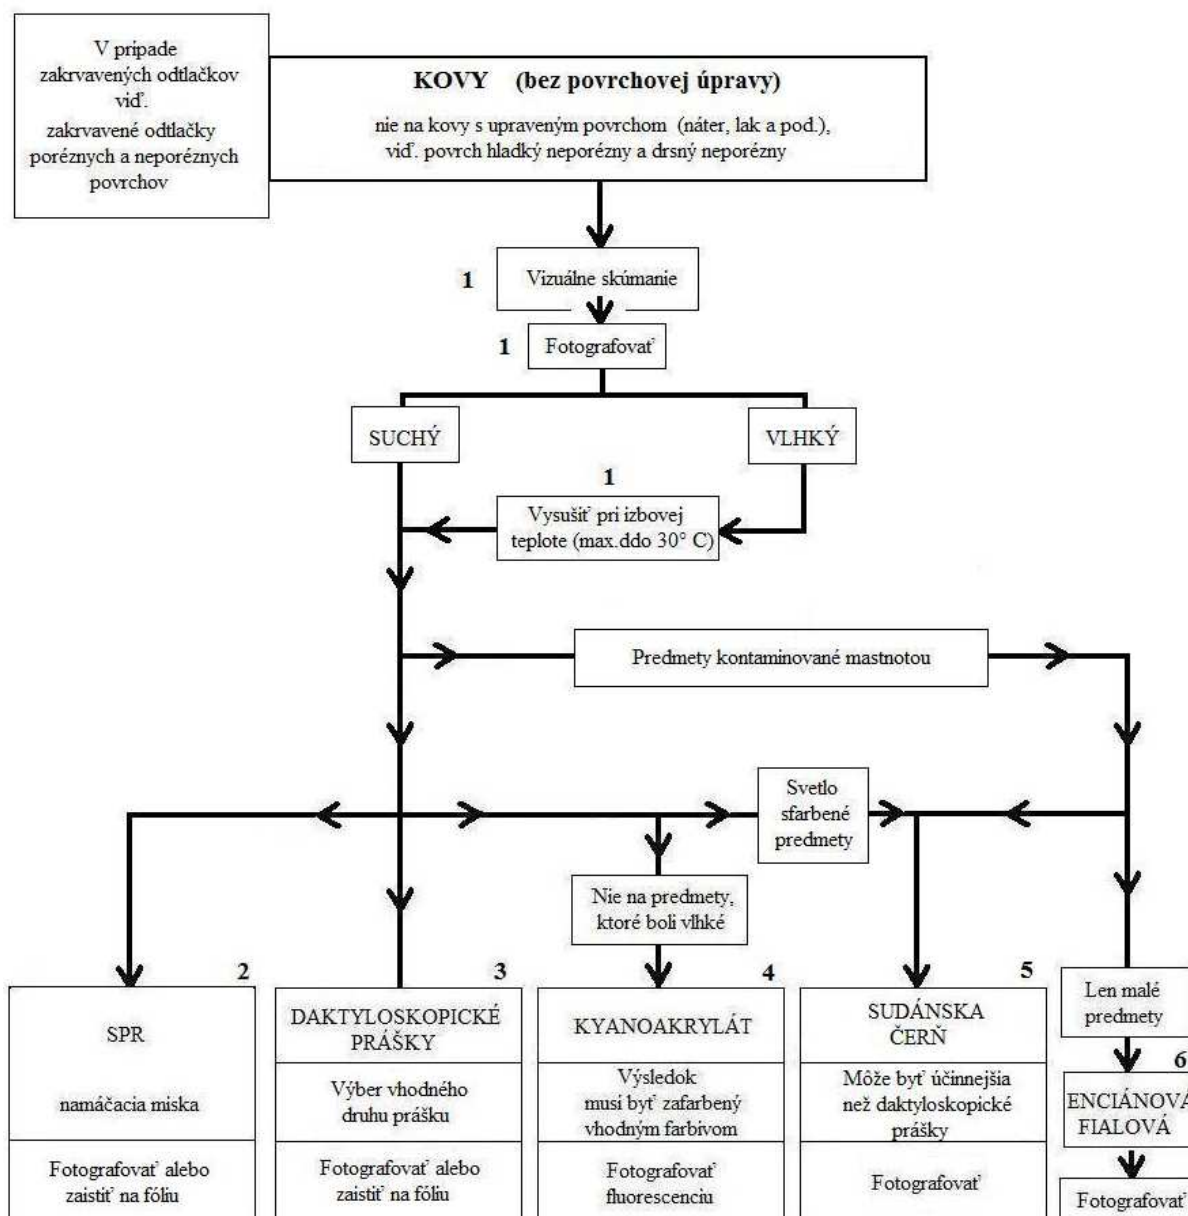 V pripade
zakrvavených odtlačkov
viď.
zakrvavené odtlačky
poréznych a neporéznych
povrchov
KOVY (bez povrchovej úpravy)
nie na kovy s upraveným povrchom (náter, lak a pod.),
viď. povrch hladký neporézny a drsný neporézny
1
Vizuálne skúmanie
1
Fotografovať
SUCHÝ
VLHKÝ
1
Vysušiť pri izbovej
teplote (max.ddo 30° C)
Predmety kontaminované mastnotou
Svetlo
sfarbené
predmety
Nie na predmety,
ktoré boli vlhké
2
SPR
namáčacia miska
Fotografovať alebo
zaistiť na fóliu
3
DAKTYLOSKOPICKÉ
PRÁŠKY
Výber vhodného
druhu prášku
Fotografovať alebo
zaistiť na fóliu
4
KYANOAKRYLÁT
Výsledok
musi byť zafarbený
vhodným farbivom
Fotografovať
fluorescenciu
5
SUDÁNSKA
ČERŇ
Môže byť účinnejšia
než daktyloskopické
prášky
Fotografovať
Len malé
predmety
6
ENCIÁNOVÁ
FIALOVÁ
Fotografovať